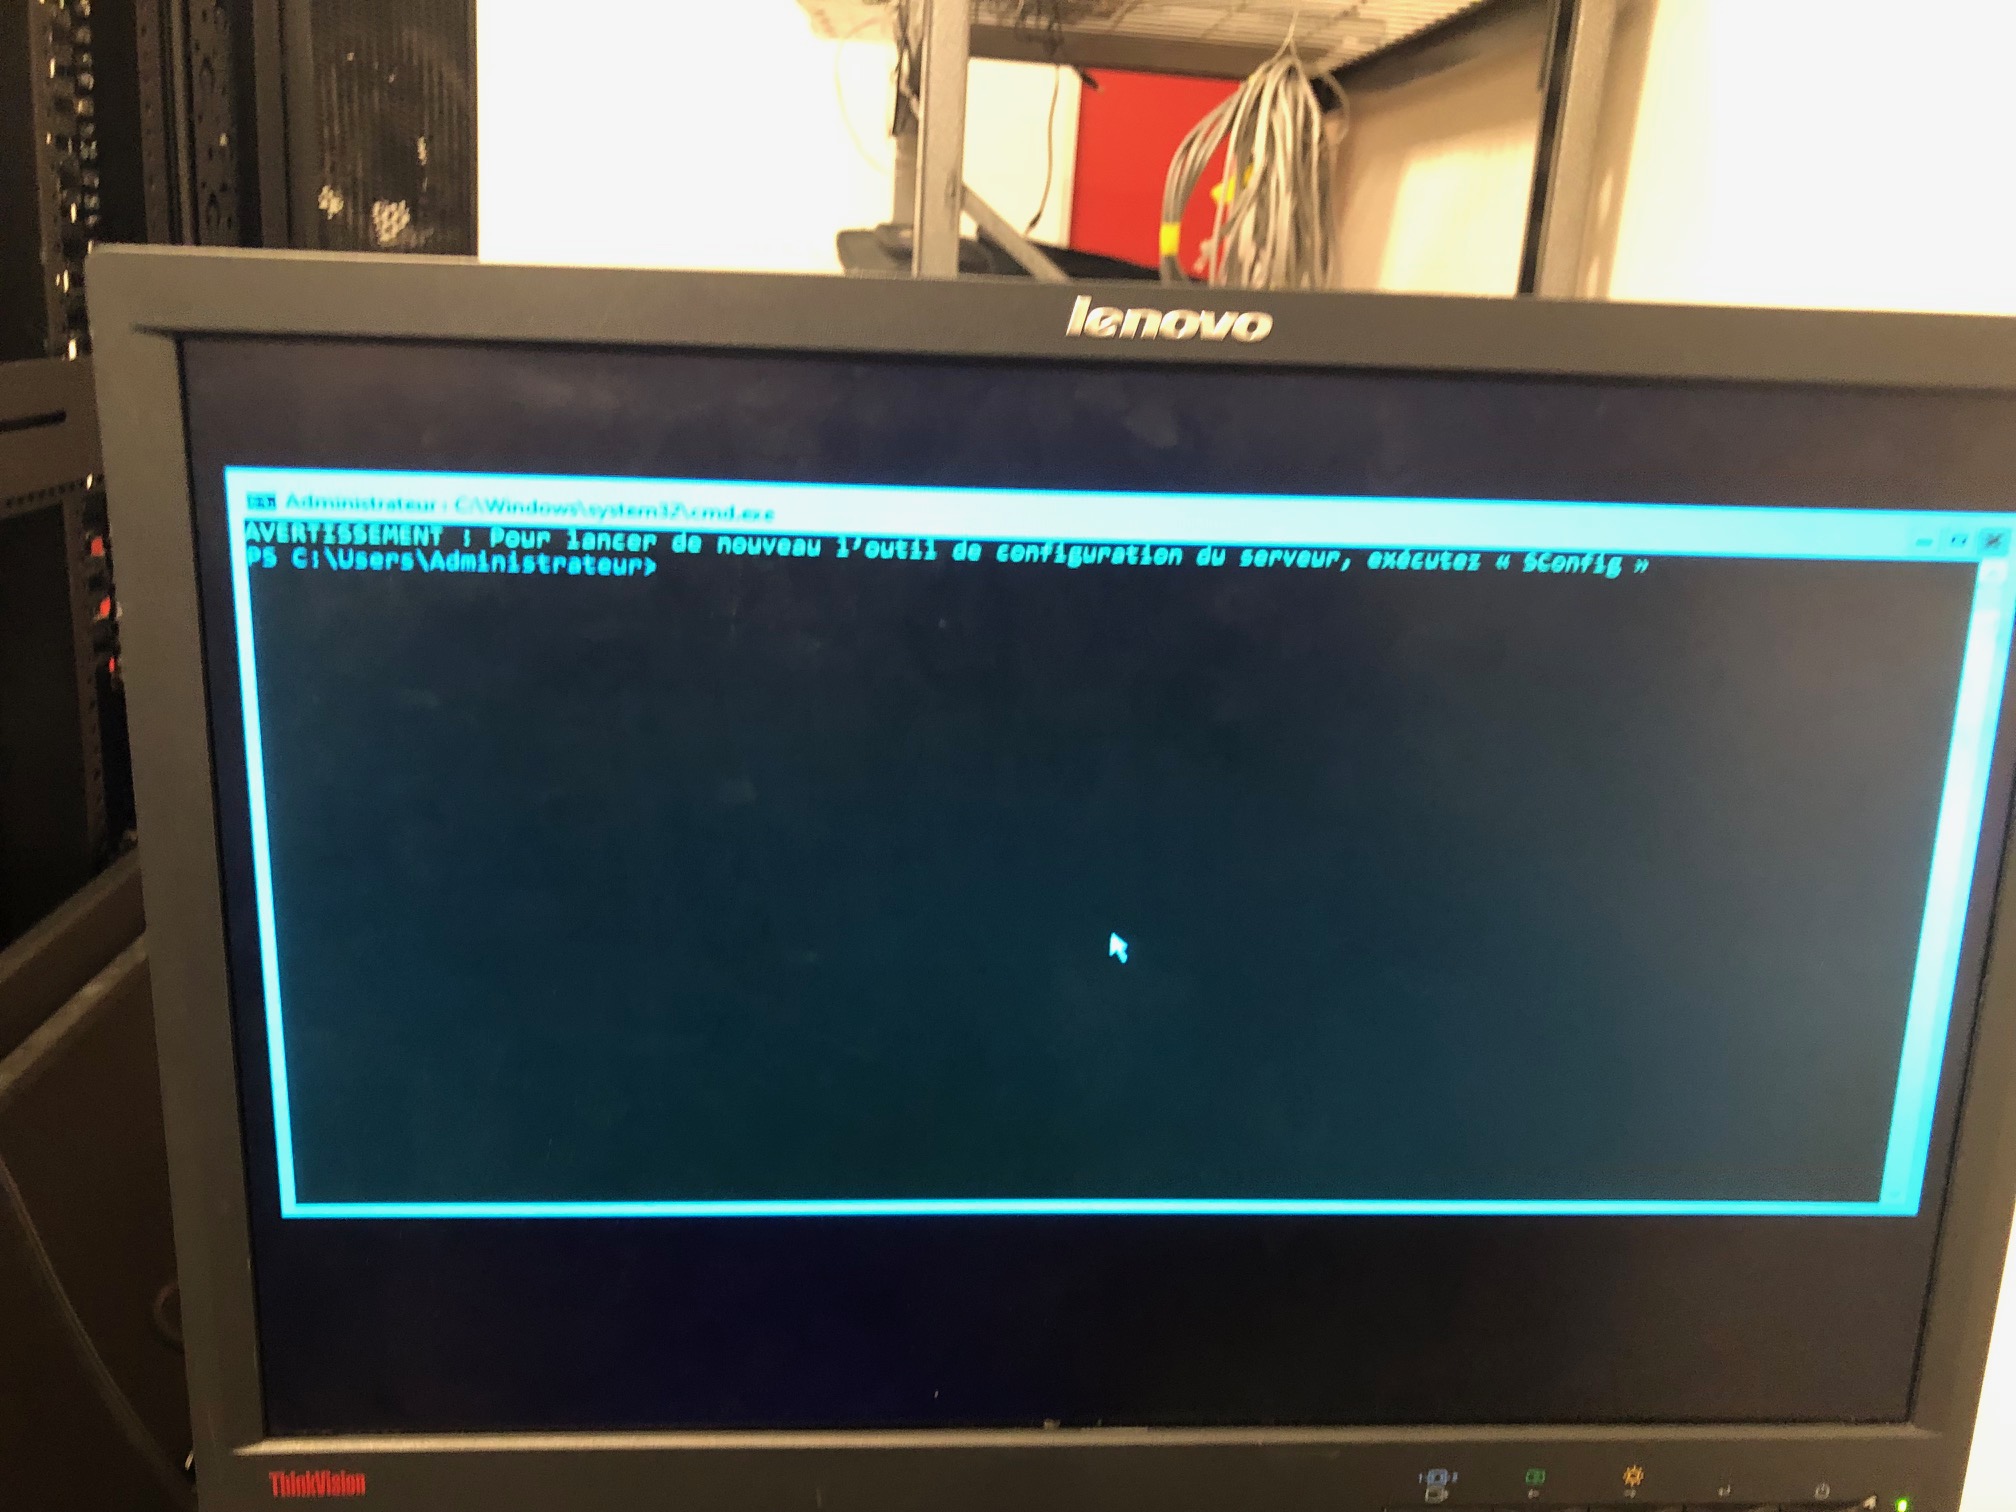 lenovo
Administrateur : C:\Windows\system32\cmd.exe
AVERTISSEMENT : Pour lancer de nouveau l'outil de configuration du serveur, exécutez « SConfig »
PS C:\Users\Administrateur>
ThinkVision